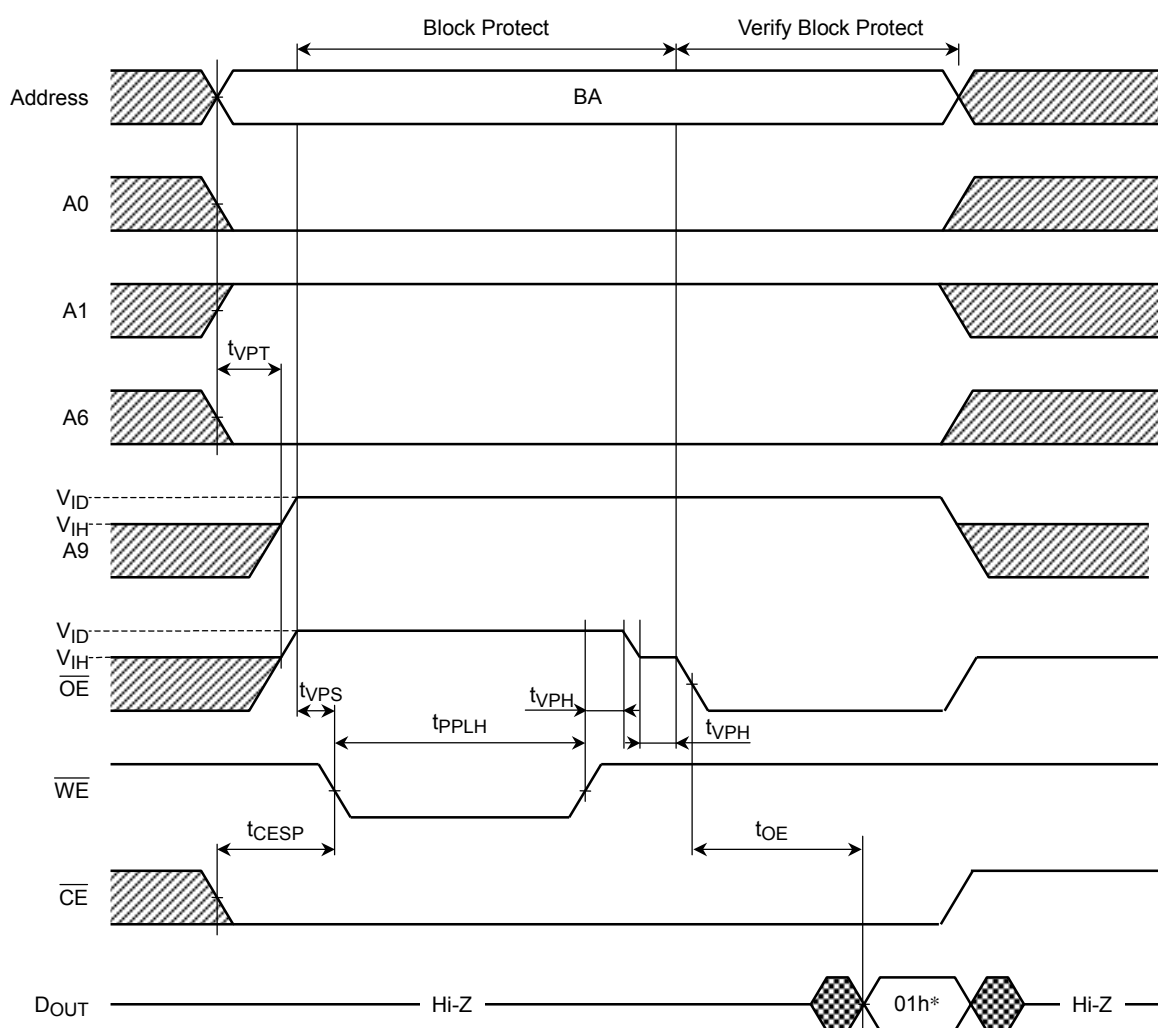 Block Protect
Verify Block Protect
Address
BA
A0
A1
tVPT
A6
VID
VIH
A9
VID
VIH
OE
tVPS
tVPH
tPPLH
tVPH
WE
tCESP
tOE
CE
DOUT
Hi-Z
01h*
Hi-Z